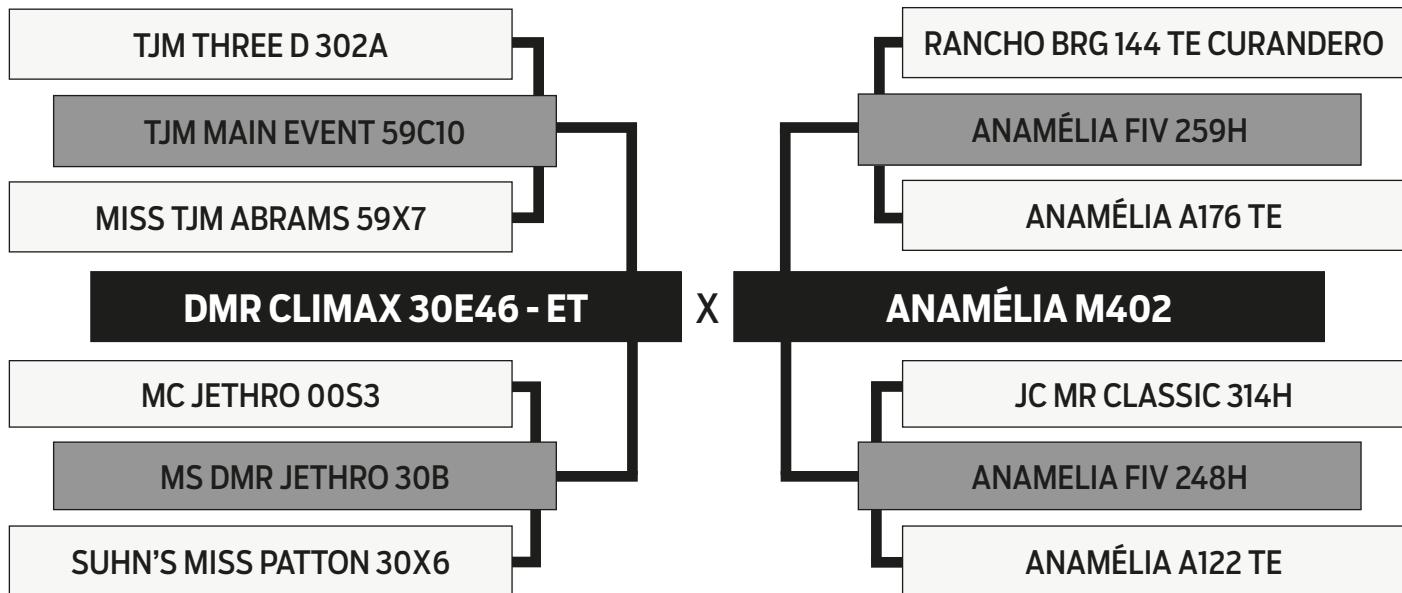 TJM THREE D 302A
TJM MAIN EVENT 59C10
MISS TJM ABRAMS 59X7
DMR CLIMAX 30E46 - ET
MC JETHRO 00S3
MS DMR JETHRO 30B
SUHN'S MISS PATTON 30X6
X
RANCHO BRG 144 TE CURANDERO
ANAMÉLIA FIV 259H
ANAMÉLIA A176 TE
ANAMÉLIA M402
JC MR CLASSIC 314H
ANAMELIA FIV 248H
ANAMÉLIA A122 TE